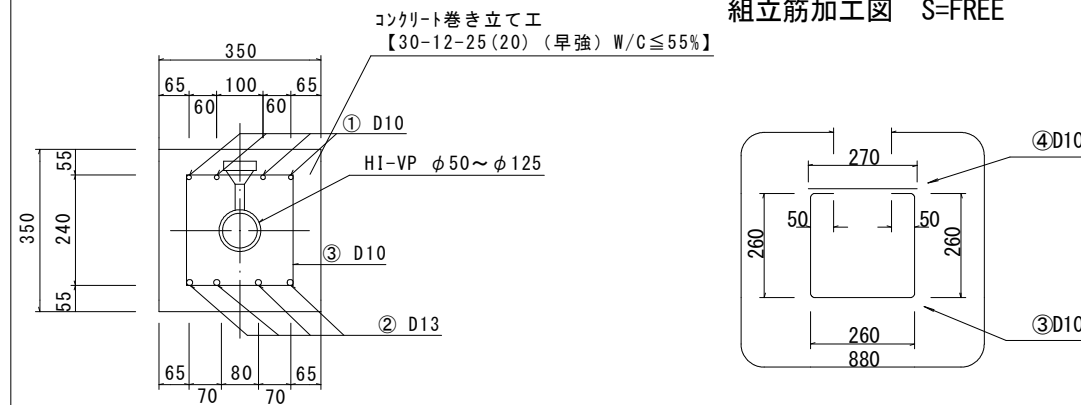 組立筋加工図 S=FREE
コンクリート巻き立て工
【30-12-25(20) (早強) W/C≦55%】
350
65 100 65
60 60
① D10
HI-VP φ50～φ125
55
350 240
③ D10
55
② D13
65 80 65
70 70
④D10
270
50 50
260 260
③D10
260
880